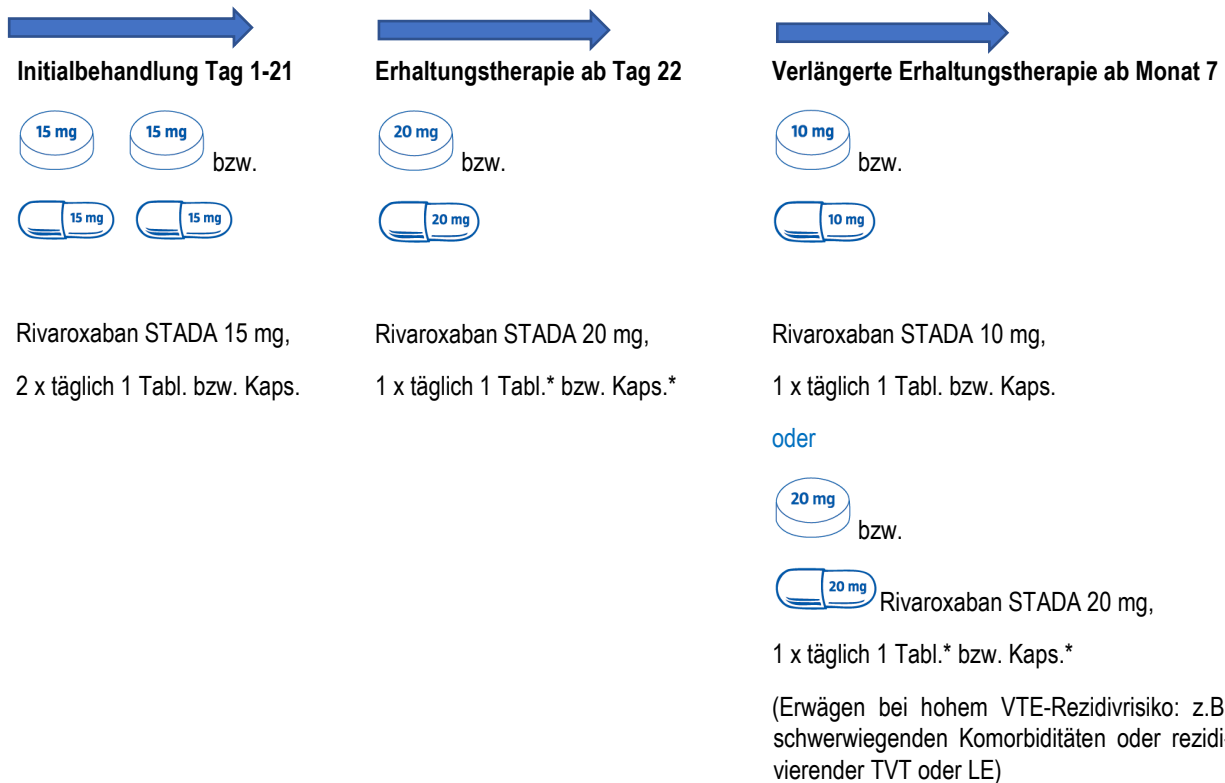 Initialbehandlung Tag 1-21
15 mg 15 mg bzw.
15 mg 15 mg
Rivaroxaban STADA 15 mg,
2 x täglich 1 Tabl. bzw. Kaps.
Erhaltungstherapie ab Tag 22
20 mg bzw.
20 mg
Rivaroxaban STADA 20 mg,
1 x täglich 1 Tabl.* bzw. Kaps.*
Verlängerte Erhaltungstherapie ab Monat 7
10 mg bzw.
10 mg
Rivaroxaban STADA 10 mg,
1 x täglich 1 Tabl. bzw. Kaps.
oder
20 mg bzw.
20 mg Rivaroxaban STADA 20 mg,
1 x täglich 1 Tabl.* bzw. Kaps.*
(Erwägen bei hohem VTE-Rezidivrisiko: z.B
schwerwiegenden Komorbiditäten oder rezidi-
vierender TVT oder LE)